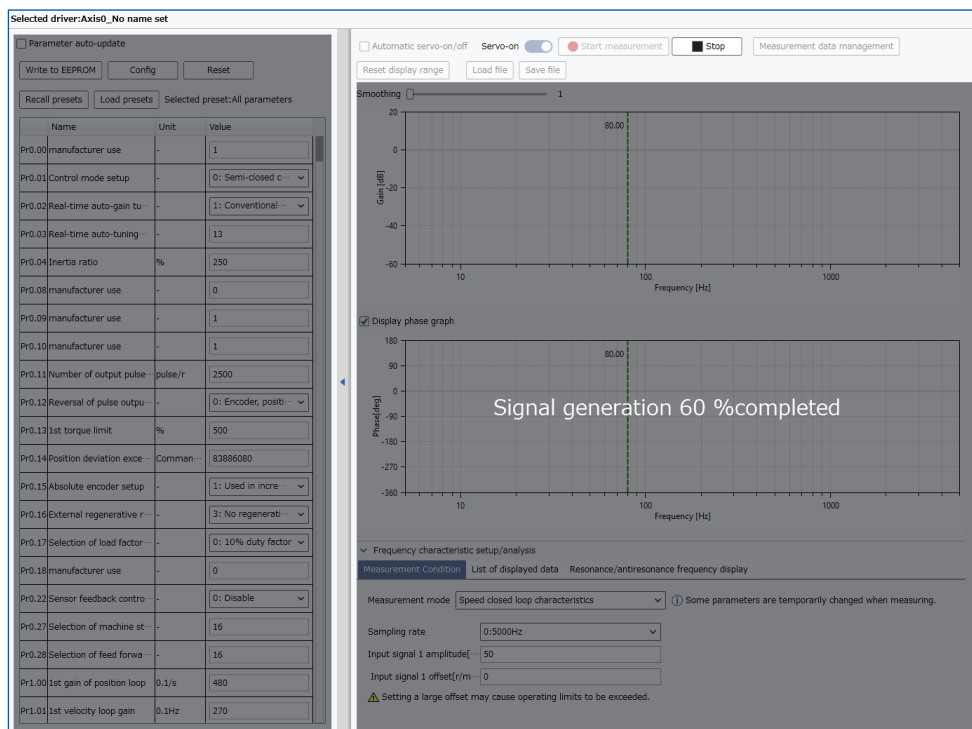 Selected driver:Axis0_No name set
Parameter auto-update
Write to EEPROM Config Reset
Recall presets Load presets Selected preset:All parameters
Name Unit Value
Pr0.00 manufacturer use - 1
Pr0.01 Control mode setup - 0: Semi-closed c···
Pr0.02 Real-time auto-gain tu··· - 1: Conventional···
Pr0.03 Real-time auto-tuning··· - 13
Pr0.04 Inertia ratio % 250
Pr0.08 manufacturer use - 0
Pr0.09 manufacturer use - 1
Pr0.10 manufacturer use - 1
Pr0.11 Number of output pulse··· pulse/r 2500
Pr0.12 Reversal of pulse outpu··· - 0: Encoder, positi···
Pr0.13 1st torque limit % 500
Pr0.14 Position deviation exce··· Comman··· 83886080
Pr0.15 Absolute encoder setup - 1: Used in incre···
Pr0.16 External regenerative r··· - 3: No regenerati···
Pr0.17 Selection of load factor··· - 0: 10% duty factor
Pr0.18 manufacturer use - 0
Pr0.22 Sensor feedback contro··· - 0: Disable
Pr0.27 Selection of machine st··· - 16
Pr0.28 Selection of feed forwa··· - 16
Pr1.00 1st gain of position loop 0.1/s 480
Pr1.01 1st velocity loop gain 0.1Hz 270
Automatic servo-on/off Servo-on Start measurement Stop Measurement data management
Reset display range Load file Save file
Smoothing 1
20
80.00
0
-20
-40
-60
Gain [dB]
10 100 1000
Frequency [Hz]
Display phase graph
180
80.00
90
0
-90
-180
-270
-360
Phase[deg]
Signal generation 60 %completed
10 100 1000
Frequency [Hz]
Frequency characteristic setup/analysis
Measurement Condition List of displayed data Resonance/antiresonance frequency display
Measurement mode Speed closed loop characteristics Some parameters are temporarily changed when measuring.
Sampling rate 0:5000Hz
Input signal 1 amplitude[··· 50
Input signal 1 offset[r/m··· 0
Setting a large offset may cause operating limits to be exceeded.